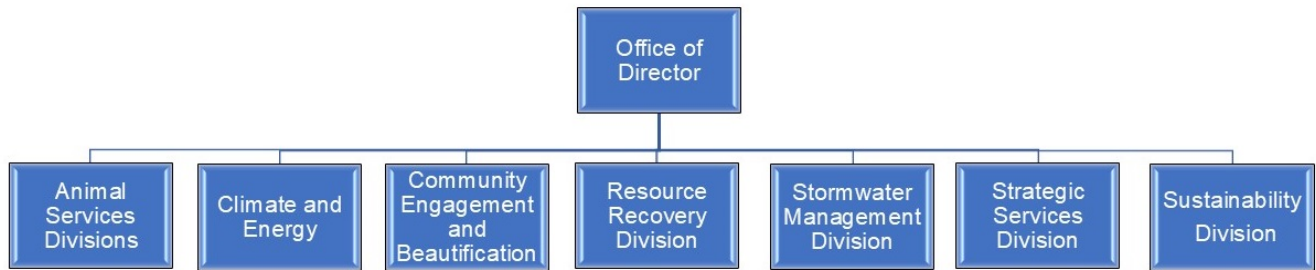 Office of
Director
Animal
Services
Divisions
Climate and
Energy
Community
Engagement
and
Beautification
Resource
Recovery
Division
Stormwater
Management
Division
Strategic
Services
Division
Sustainability
Division